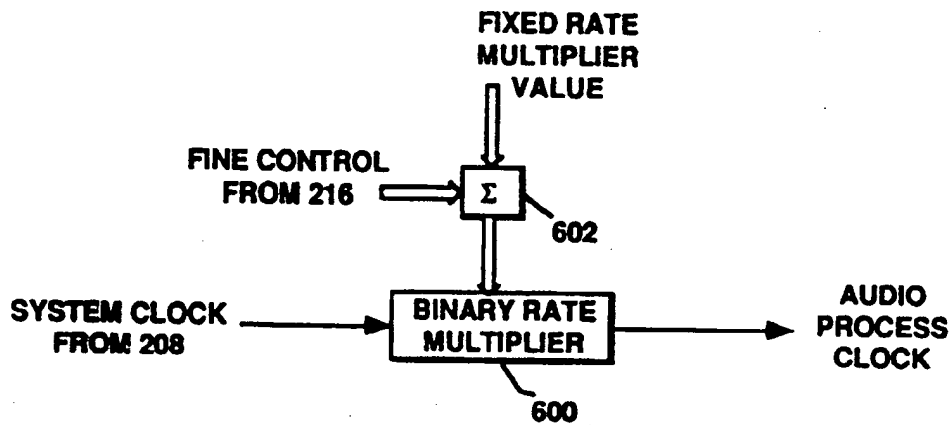 FIXED RATE
MULTIPLIER
VALUE
FINE CONTROL
FROM 216
Σ
602
SYSTEM CLOCK
FROM 208
BINARY RATE
MULTIPLIER
AUDIO
PROCESS
CLOCK
600